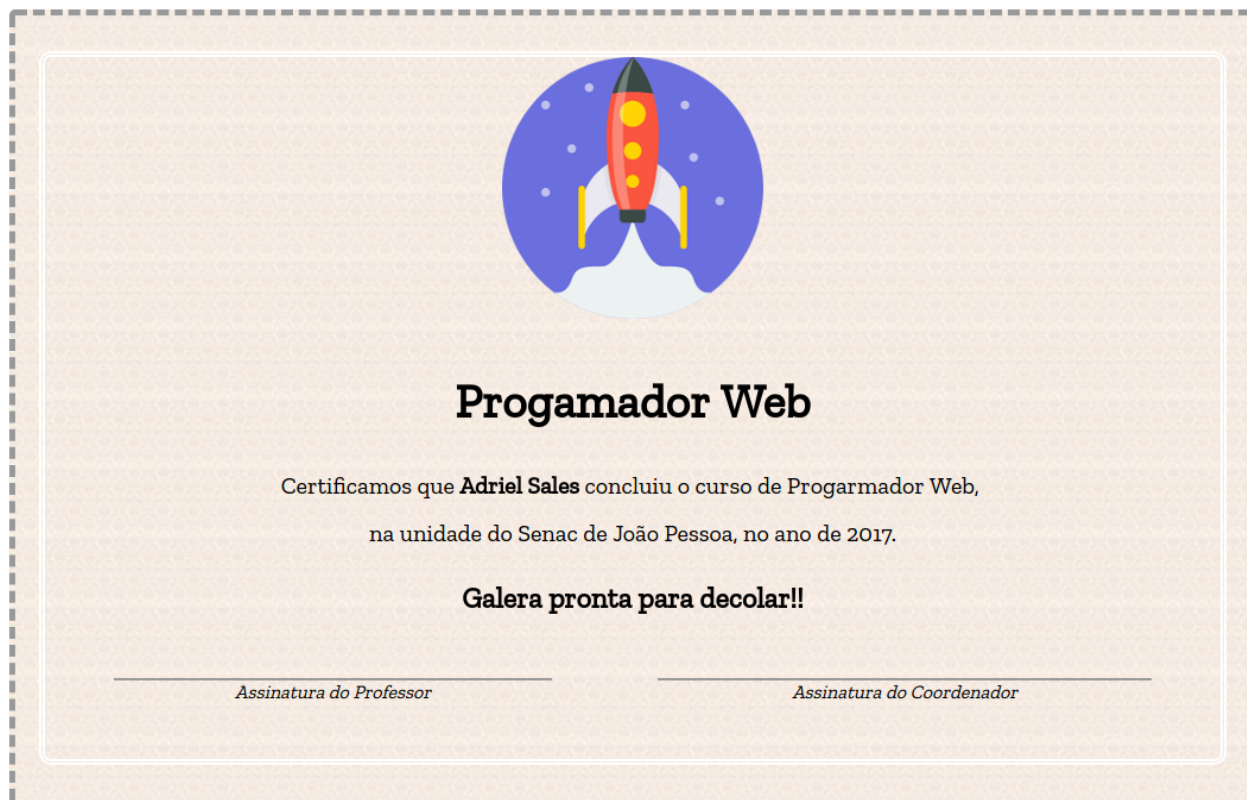 Progamador Web
Certificamos que Adriel Sales concluiu o curso de Progarmador Web,
na unidade do Senac de João Pessoa, no ano de 2017.
Galera pronta para decolar!!
Assinatura do Professor
Assinatura do Coordenador